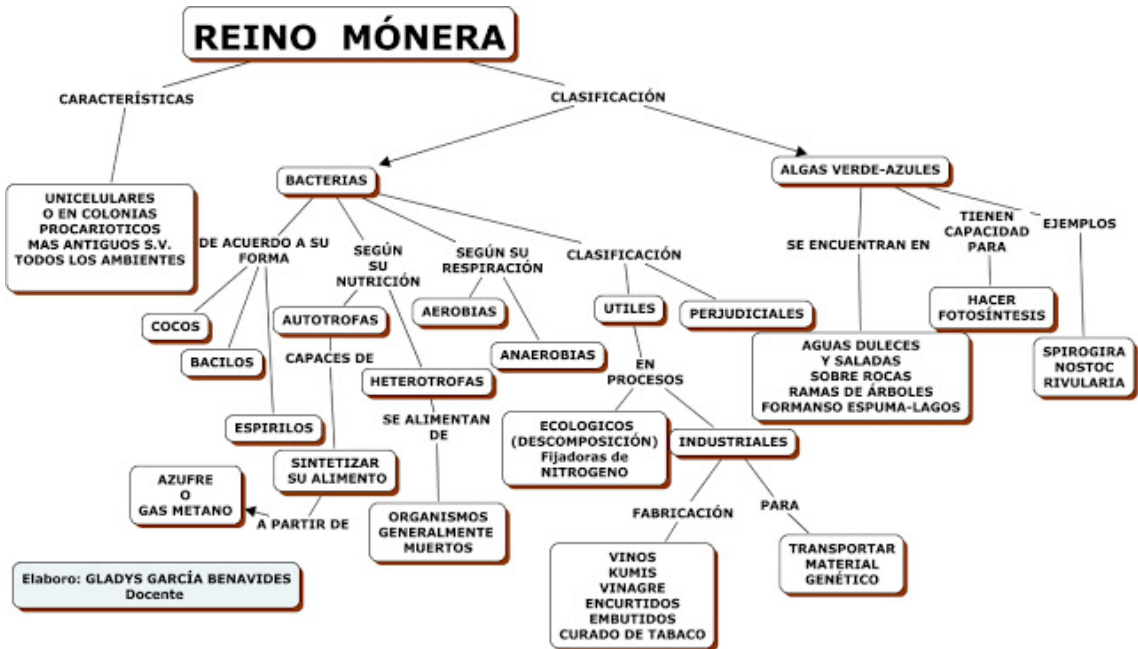 REINO MÓNERA
CARACTERÍSTICAS
CLASIFICACIÓN
UNICELULARES
O EN COLONIAS
PROCARIOTICOS
MAS ANTIGUOS S.V.
TODOS LOS AMBIENTES
BACTERIAS
DE ACUERDO A SU
FORMA
COCOS
BACILOS
ESPIRILOS
SEGÚN
SU
NUTRICIÓN
AUTOTROFAS
CAPACES DE
SINTETIZAR
SU ALIMENTO
A PARTIR DE
AZUFRE
O
GAS METANO
HETEROTROFAS
SE ALIMENTAN
DE
ORGANISMOS
GENERALMENTE
MUERTOS
SEGÚN SU
RESPIRACIÓN
AEROBIAS
ANAEROBIAS
CLASIFICACIÓN
UTILES
PERJUDICIALES
EN
PROCESOS
ECOLOGICOS
(DESCOMPOSICIÓN)
Fijadoras de
NITROGENO
INDUSTRIALES
FABRICACIÓN
VINOS
KUMIS
VINAGRE
ENCURTIDOS
EMBUTIDOS
CURADO DE TABACO
PARA
TRANSPORTAR
MATERIAL
GENÉTICO
ALGAS VERDE-AZULES
SE ENCUENTRAN EN
AGUAS DULECES
Y SALADAS
SOBRE ROCAS
RAMAS DE ÁRBOLES
FORMANSO ESPUMA-LAGOS
TIENEN
CAPACIDAD
PARA
HACER
FOTOSÍNTESIS
EJEMPLOS
SPIROGIRA
NOSTOC
RIVULARIA
Elaboro: GLADYS GARCÍA BENAVIDES
Docente